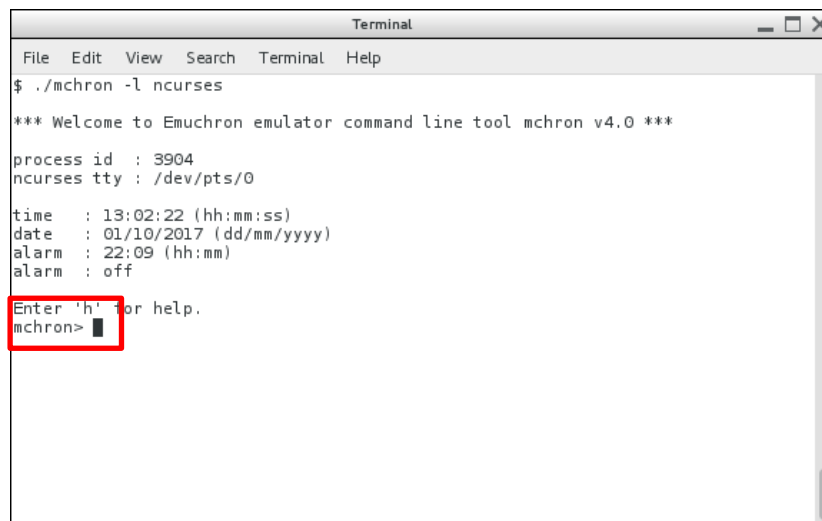 Terminal
File Edit View Search Terminal Help
$ ./mchron -l ncurses
*** Welcome to Emuchron emulator command line tool mchron v4.0 ***
process id  : 3904
ncurses tty : /dev/pts/0
time   : 13:02:22 (hh:mm:ss)
date   : 01/10/2017 (dd/mm/yyyy)
alarm  : 22:09 (hh:mm)
alarm  : off
Enter 'h' for help.
mchron>